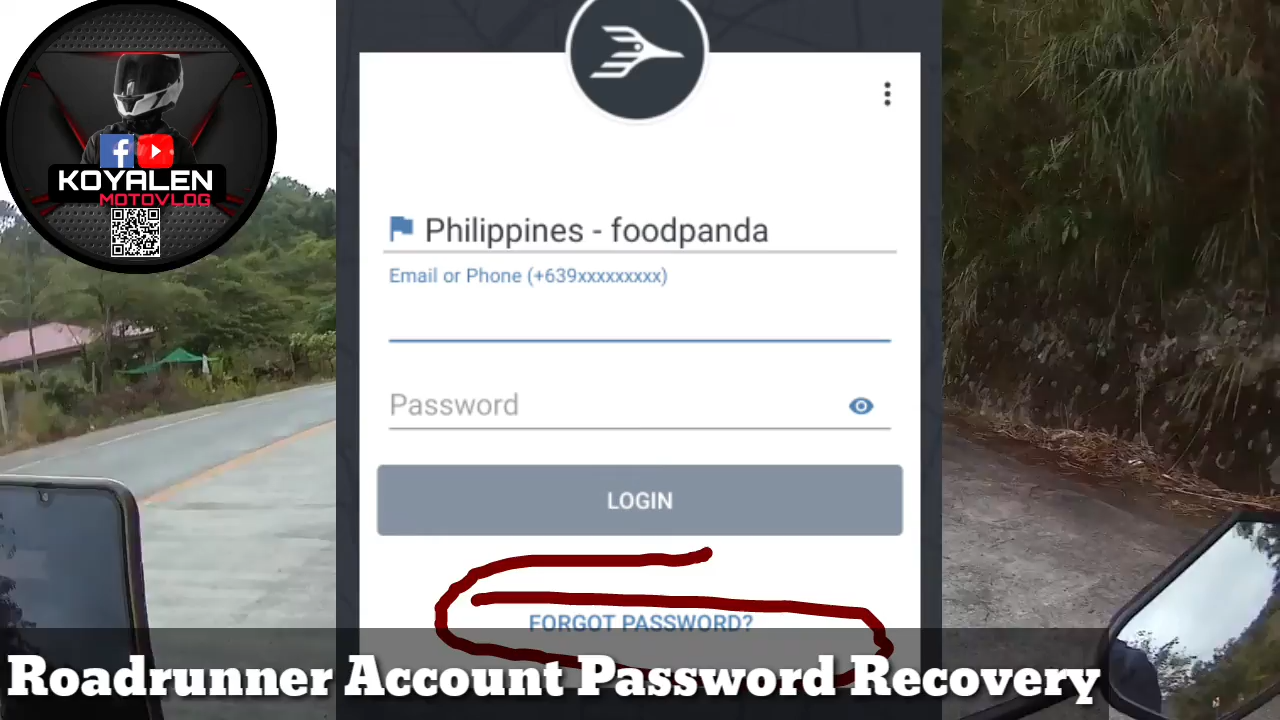 KOYALEN
MOTOVLOG
Philippines - foodpanda
Email or Phone (+639xxxxxxxxx)
Password
LOGIN
FORGOT PASSWORD?
Roadrunner Account Password Recovery